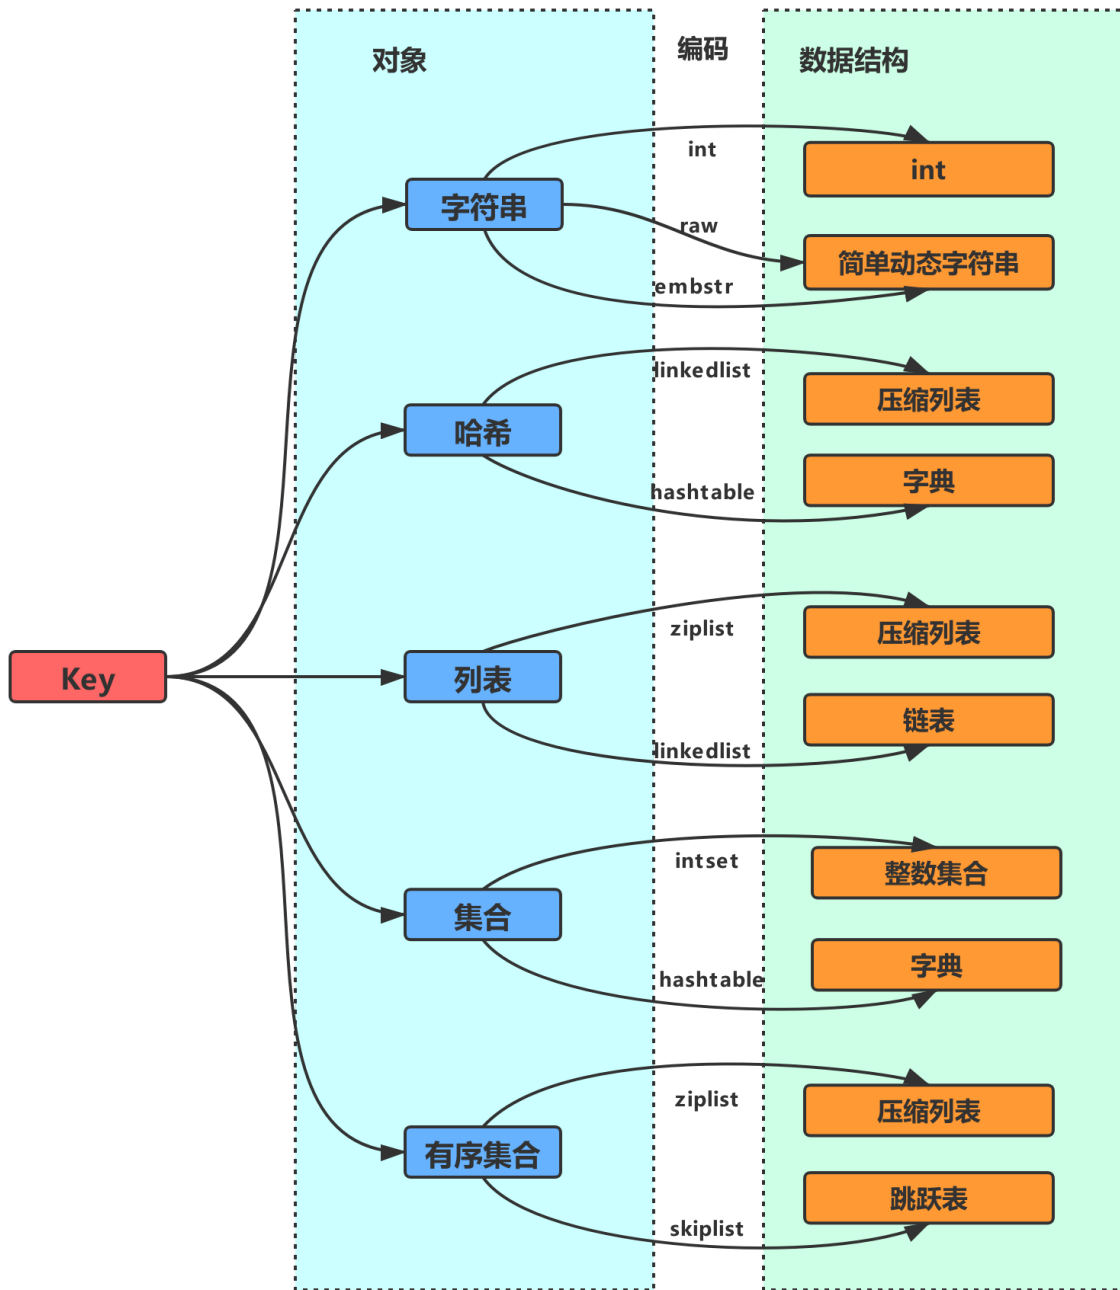 对象
编码
数据结构
int
int
字符串
raw
简单动态字符串
embstr
linkedlist
压缩列表
哈希
字典
hashtable
ziplist
压缩列表
Key
列表
链表
linkedlist
intset
整数集合
集合
字典
hashtable
ziplist
压缩列表
有序集合
跳跃表
skiplist